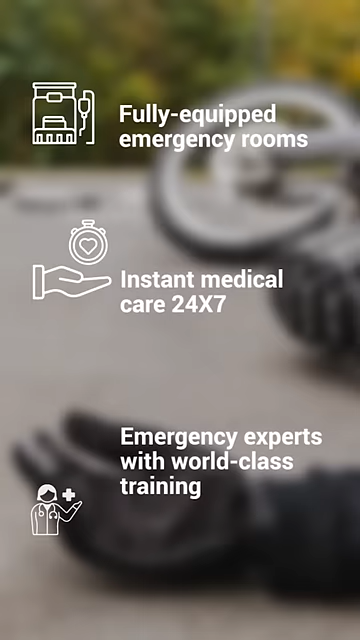 Fully-equipped
emergency rooms
Instant medical
care 24X7
Emergency experts
with world-class
training